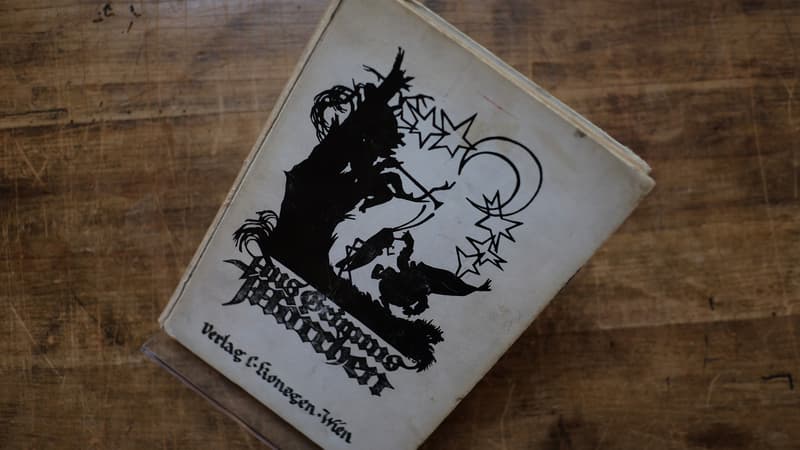 Aus Grimms
Märchen
Verlag C. Konegen · Wien